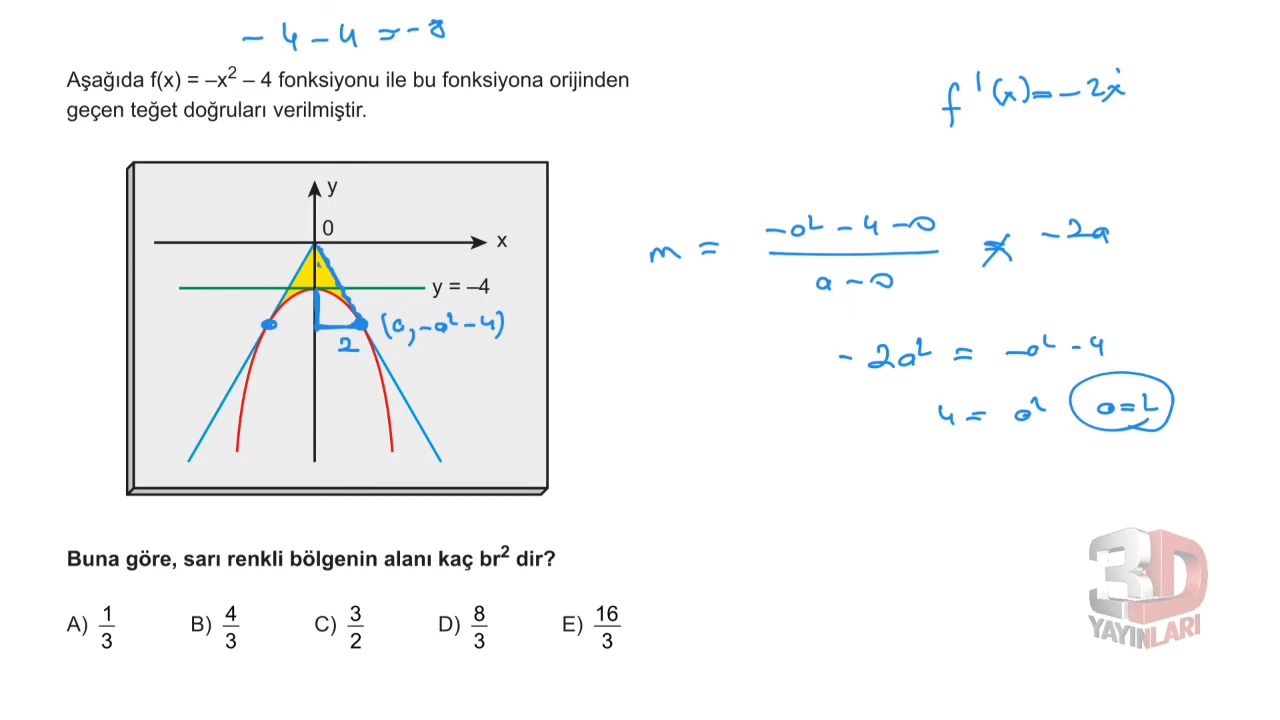 - 4 - 4 = -8
Aşağıda f(x) = –x² – 4 fonksiyonu ile bu fonksiyona orijinden
geçen teğet doğruları verilmiştir.
f'(x) = -2x
y
0
x
y = –4
(a, -a² - 4)
2
m = (-a² - 4 - 0) / (a - 0) = -2a
-2a² = -a² - 4
4 = a² a = 2
Buna göre, sarı renkli bölgenin alanı kaç br² dir?
A) 1/3 B) 4/3 C) 3/2 D) 8/3 E) 16/3
3D
YAYINLARI